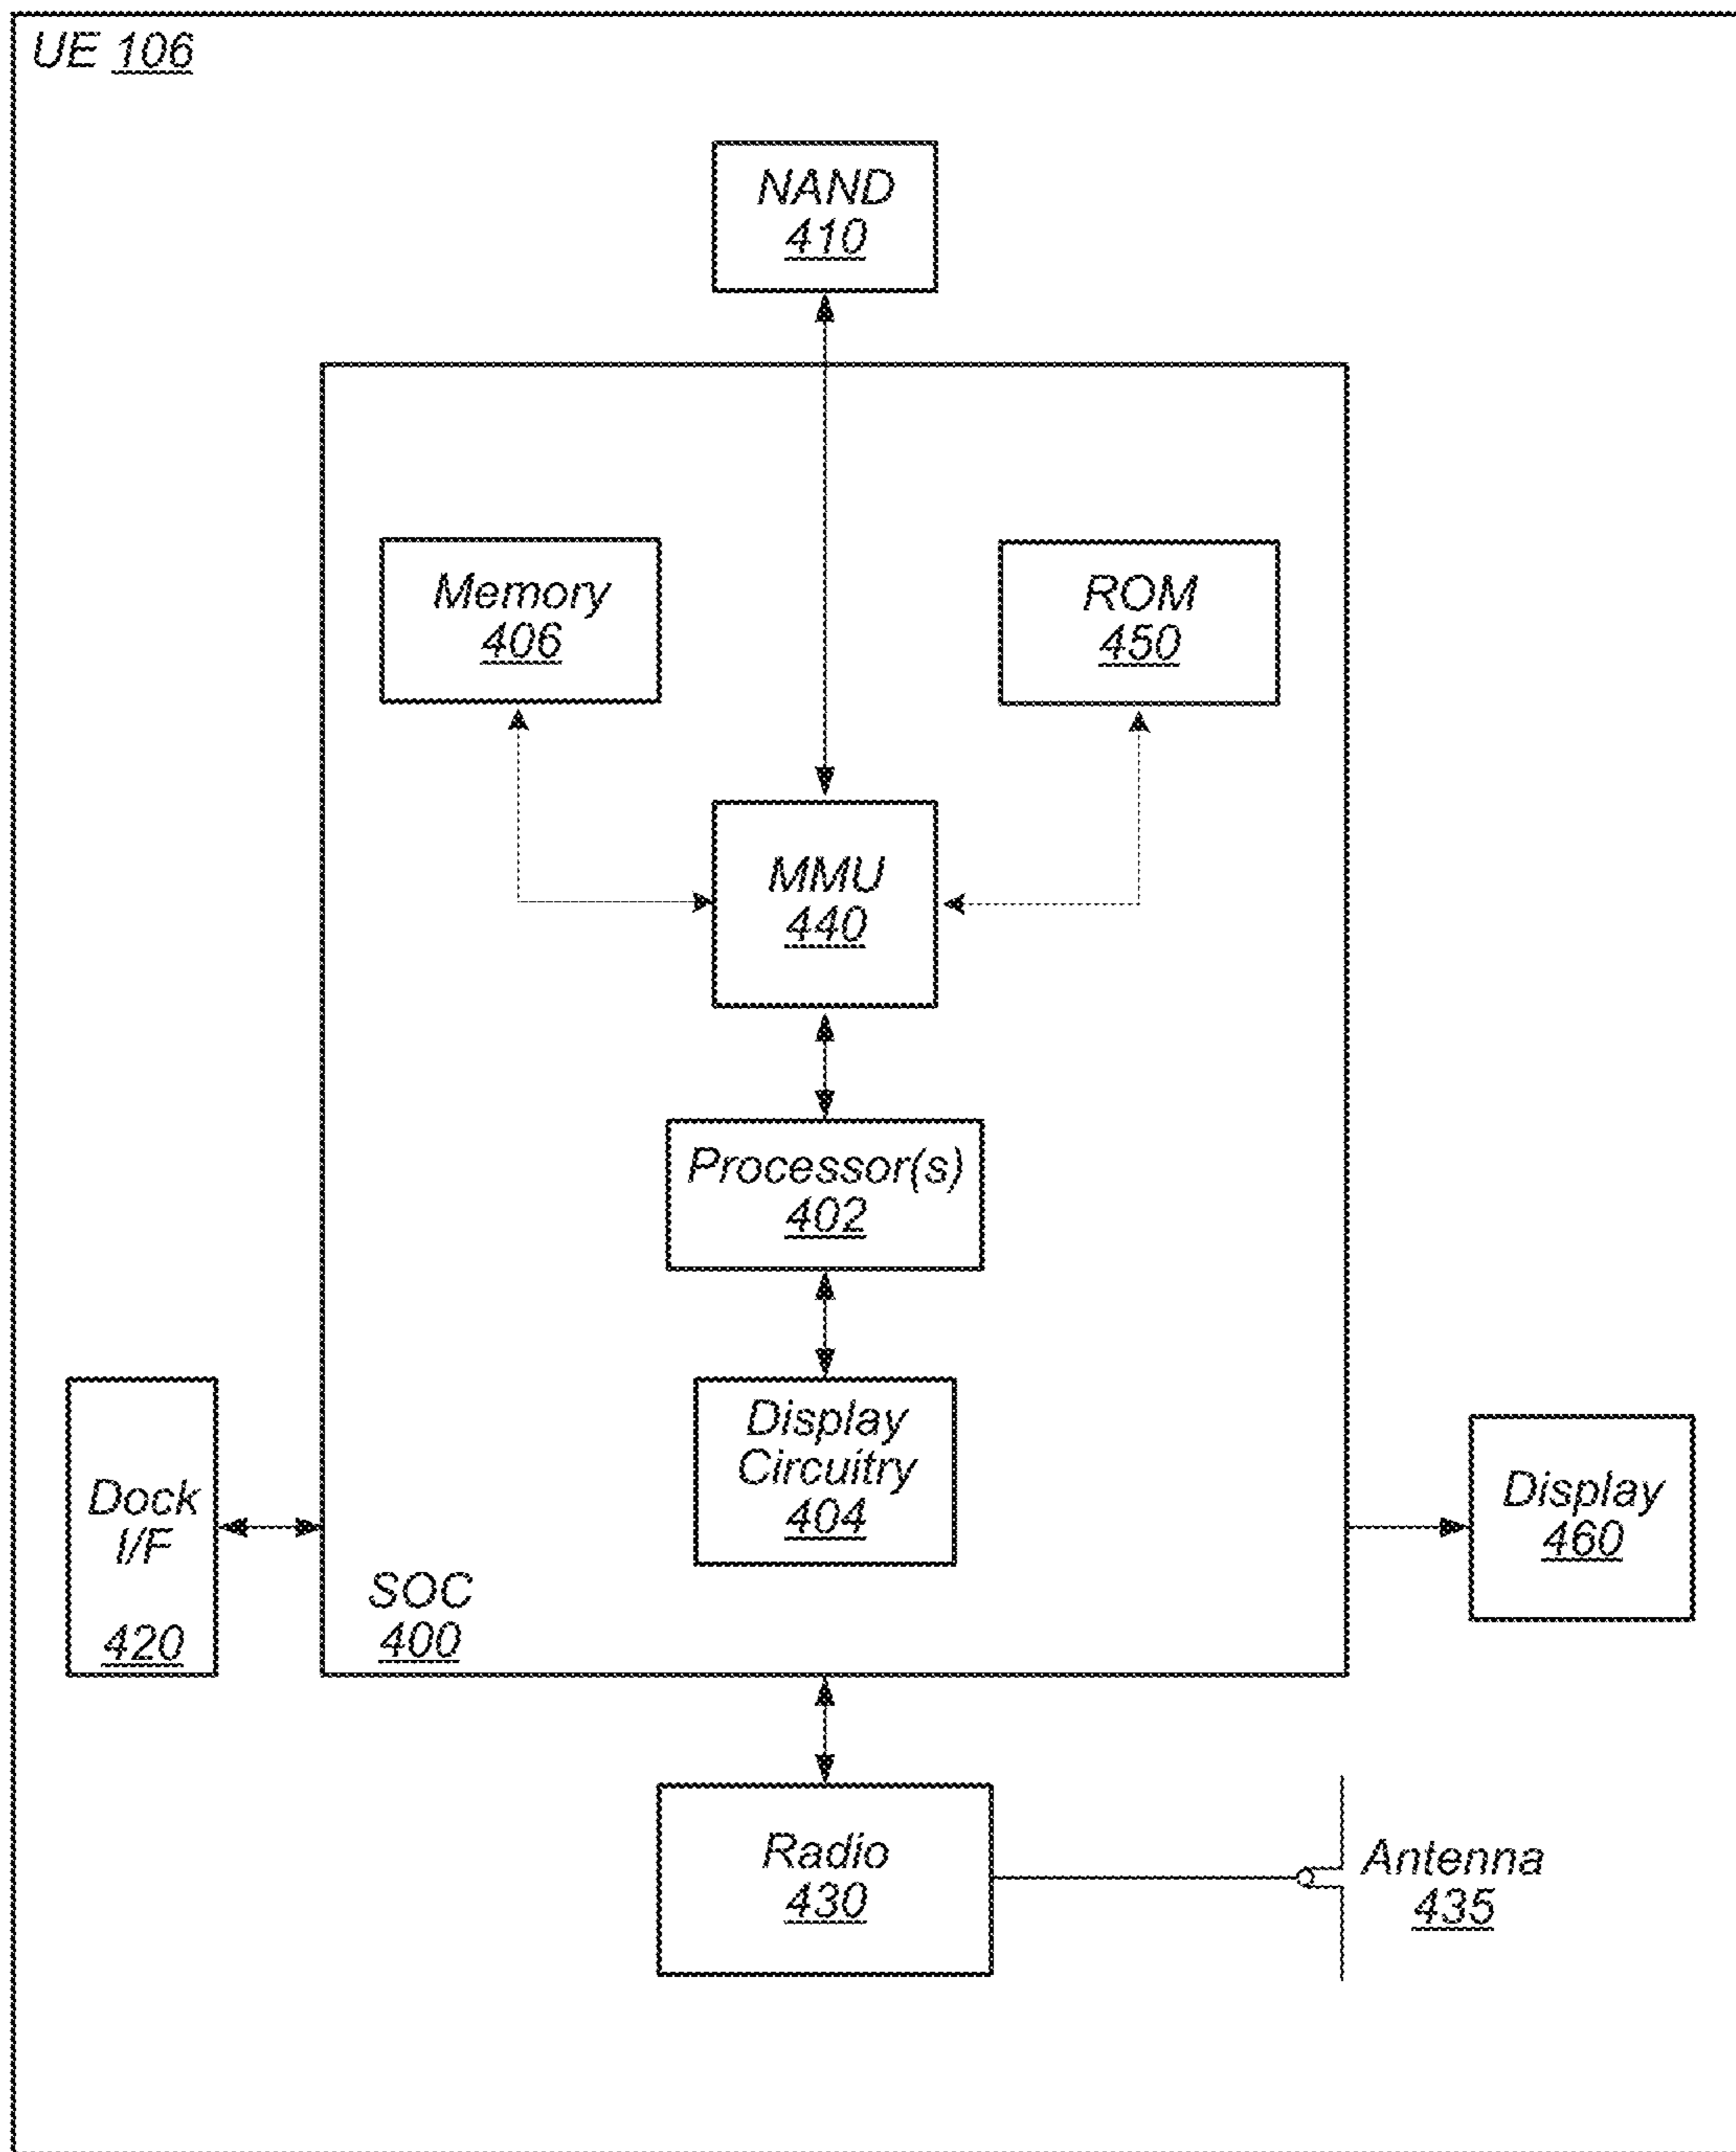 UE 106
NAND
410
Memory
406
ROM
450
MMU
440
Processor(s)
402
Display
Circuitry
404
Dock
I/F
420
SOC
400
Display
460
Radio
430
Antenna
435